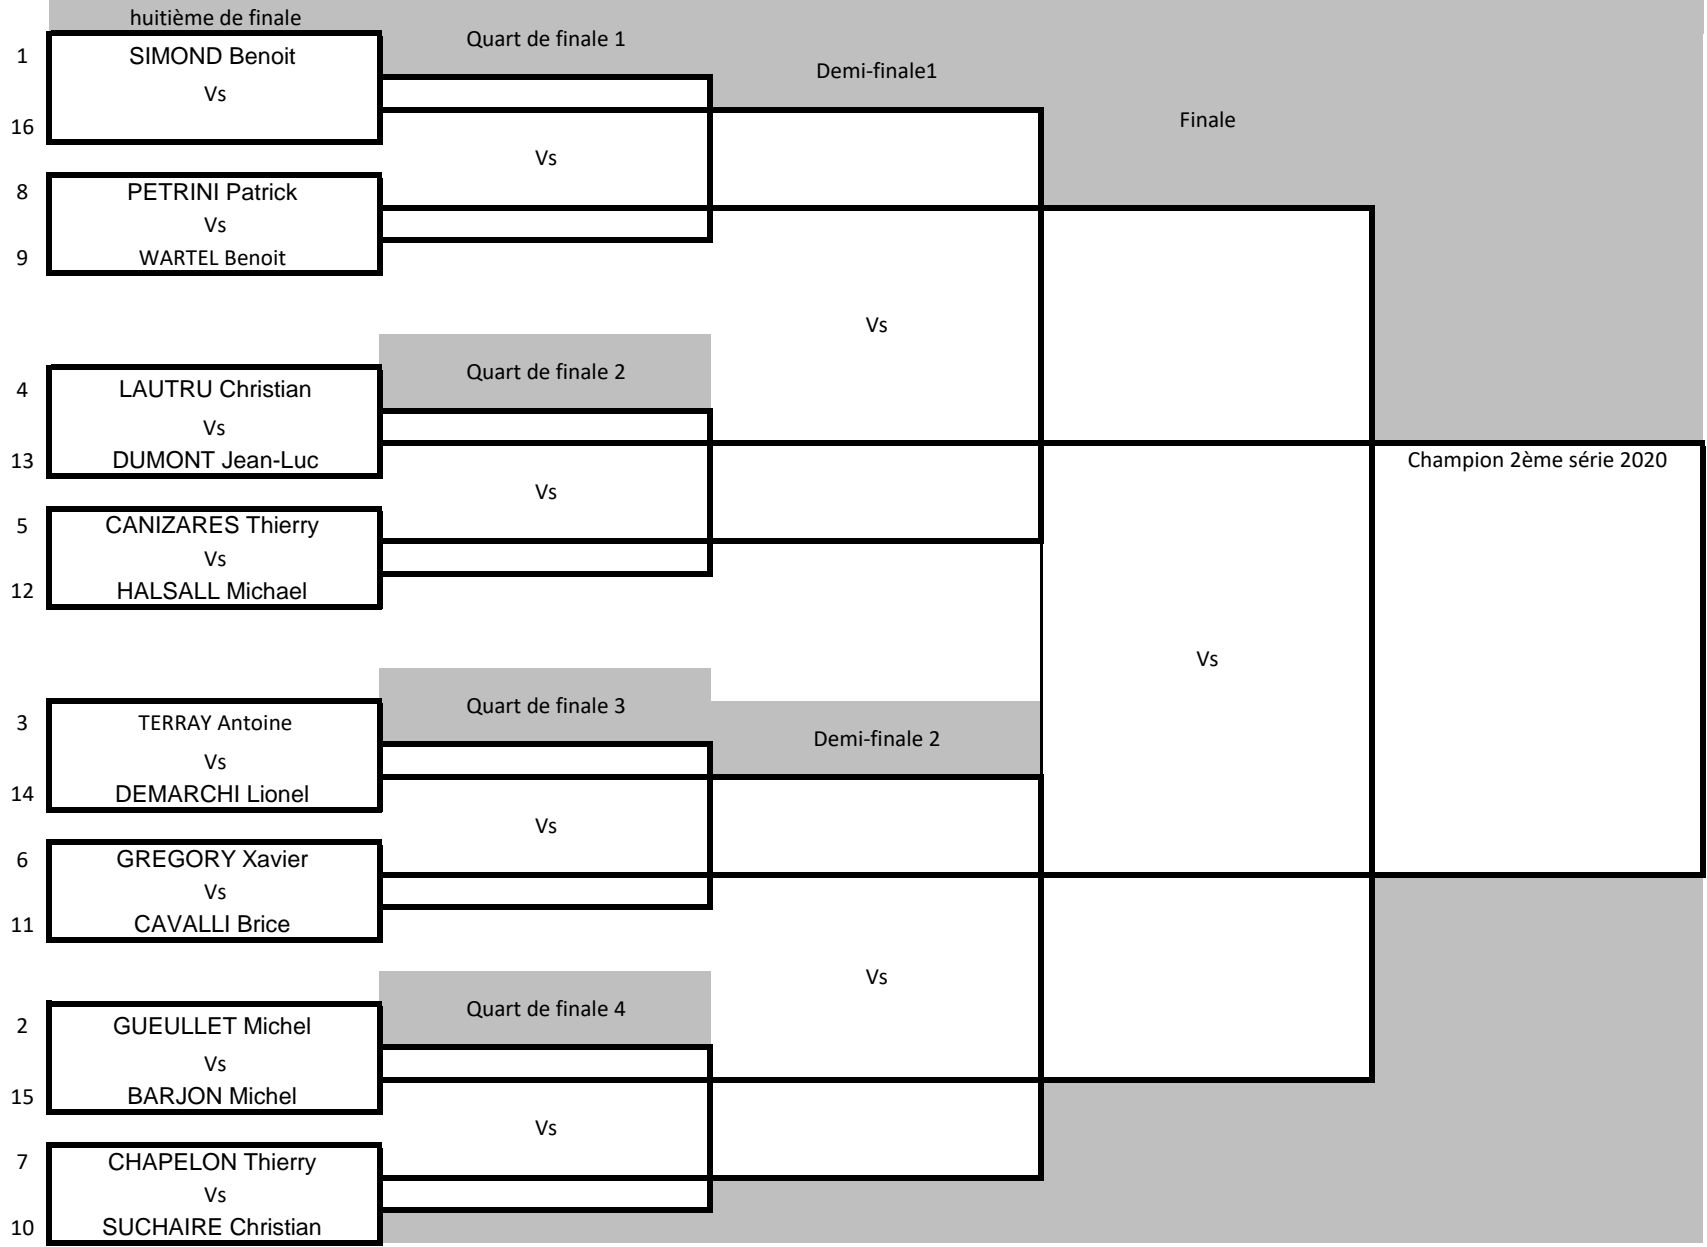 huitième de finale
1
SIMOND Benoit
Vs
16
Quart de finale 1
Vs
Demi-finale1
Finale
8
PETRINI Patrick
Vs
9
WARTEL Benoit
Vs
4
LAUTRU Christian
Vs
13
DUMONT Jean-Luc
Quart de finale 2
Vs
5
CANIZARES Thierry
Vs
12
HALSALL Michael
Champion 2ème série 2020
Vs
3
TERRAY Antoine
Vs
14
DEMARCHI Lionel
Quart de finale 3
Vs
Demi-finale 2
6
GREGORY Xavier
Vs
11
CAVALLI Brice
Vs
2
GUEULLET Michel
Vs
15
BARJON Michel
Quart de finale 4
Vs
7
CHAPELON Thierry
Vs
10
SUCHAIRE Christian